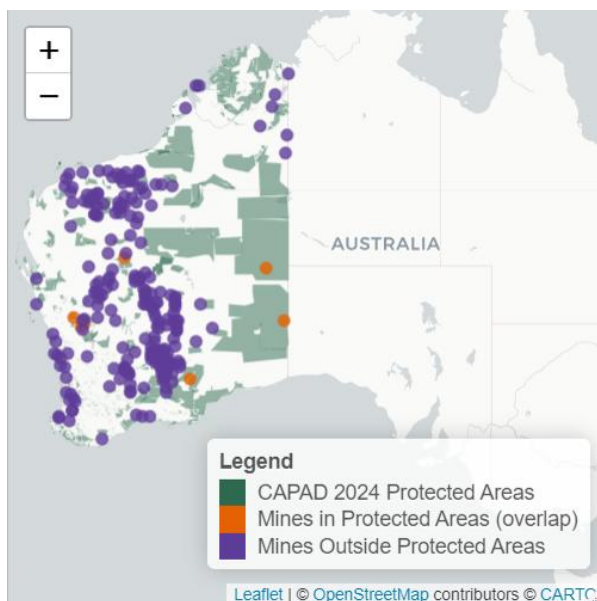 +
−
AUSTRALIA
Legend
CAPAD 2024 Protected Areas
Mines in Protected Areas (overlap)
Mines Outside Protected Areas
Leaflet | © OpenStreetMap contributors © CARTO